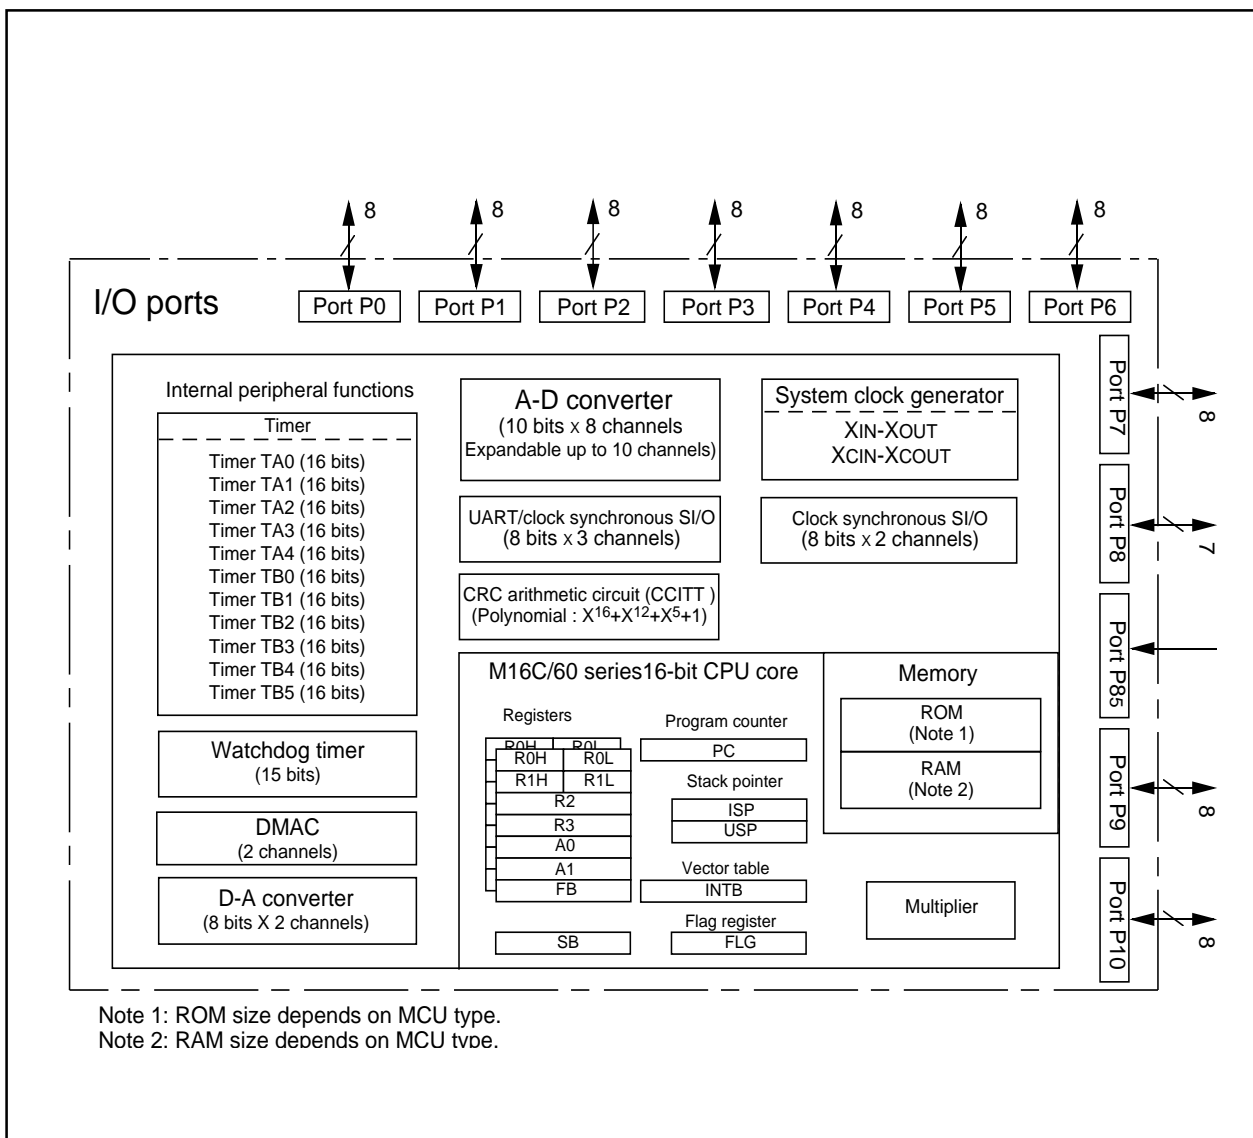 8 8 8 8 8 8 8
I/O ports
Port P0 Port P1 Port P2 Port P3 Port P4 Port P5 Port P6
Port P7
8
Port P8
7
Port P85
Port P9
8
Port P10
8
Internal peripheral functions
Timer
Timer TA0 (16 bits)
Timer TA1 (16 bits)
Timer TA2 (16 bits)
Timer TA3 (16 bits)
Timer TA4 (16 bits)
Timer TB0 (16 bits)
Timer TB1 (16 bits)
Timer TB2 (16 bits)
Timer TB3 (16 bits)
Timer TB4 (16 bits)
Timer TB5 (16 bits)
Watchdog timer
(15 bits)
DMAC
(2 channels)
D-A converter
(8 bits X 2 channels)
A-D converter
(10 bits x 8 channels
Expandable up to 10 channels)
UART/clock synchronous SI/O
(8 bits x 3 channels)
CRC arithmetic circuit (CCITT )
(Polynomial : X16+X12+X5+1)
System clock generator
XIN-XOUT
XCIN-XCOUT
Clock synchronous SI/O
(8 bits x 2 channels)
M16C/60 series16-bit CPU core
Registers
R0H R0L
R0H R0L
R1H R1L
R2
R3
A0
A1
FB
SB
Program counter
PC
Stack pointer
ISP
USP
Vector table
INTB
Flag register
FLG
Memory
ROM
(Note 1)
RAM
(Note 2)
Multiplier
Note 1: ROM size depends on MCU type.
Note 2: RAM size depends on MCU type.